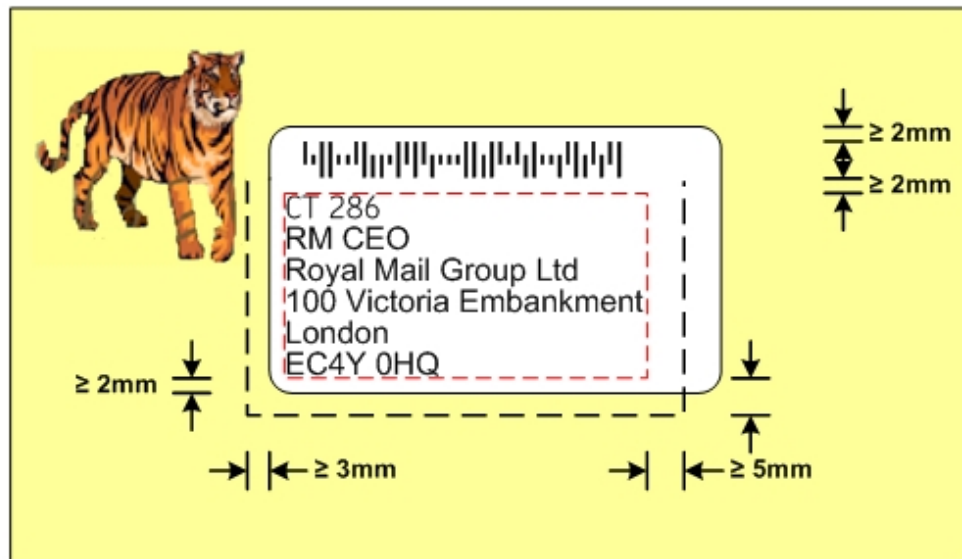 ≥ 2mm
≥ 2mm
CT 286
RM CEO
Royal Mail Group Ltd
100 Victoria Embankment
London
EC4Y 0HQ
≥ 2mm
≥ 3mm
≥ 5mm